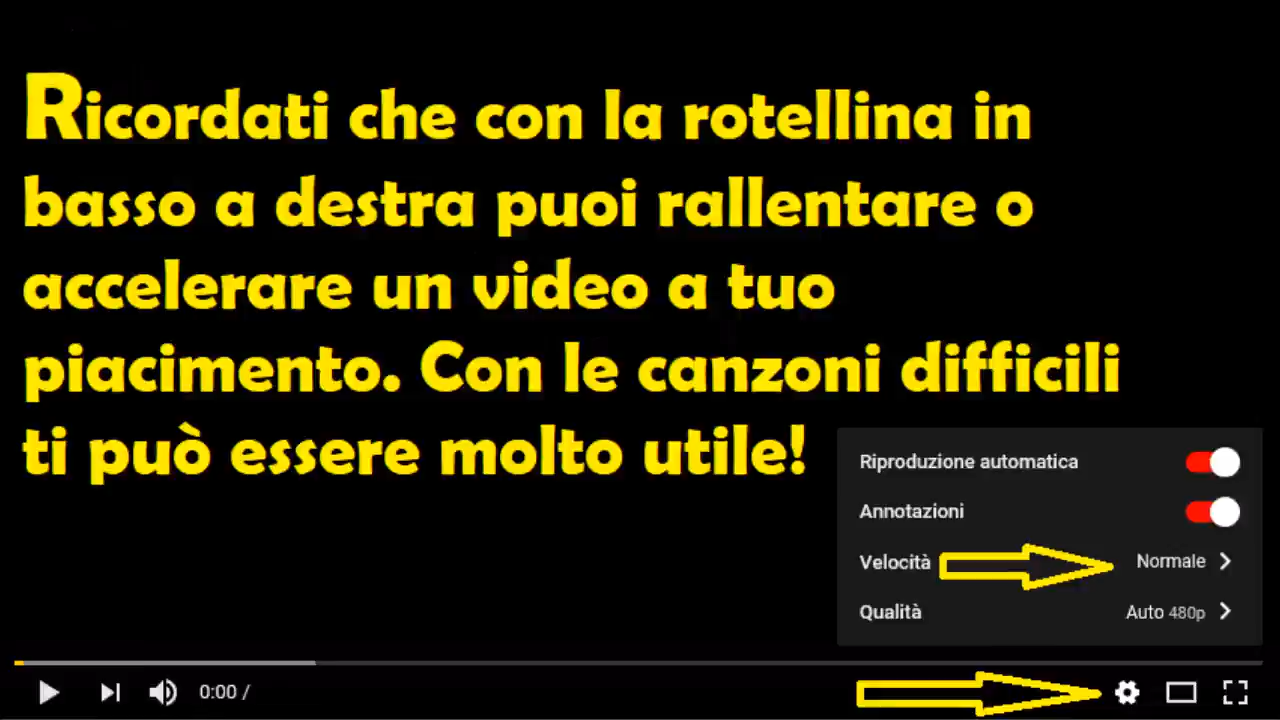 Ricordati che con la rotellina in
basso a destra puoi rallentare o
accelerare un video a tuo
piacimento. Con le canzoni difficili
ti può essere molto utile!
Riproduzione automatica
Annotazioni
Velocità Normale
Qualità Auto 480p
0:00 /